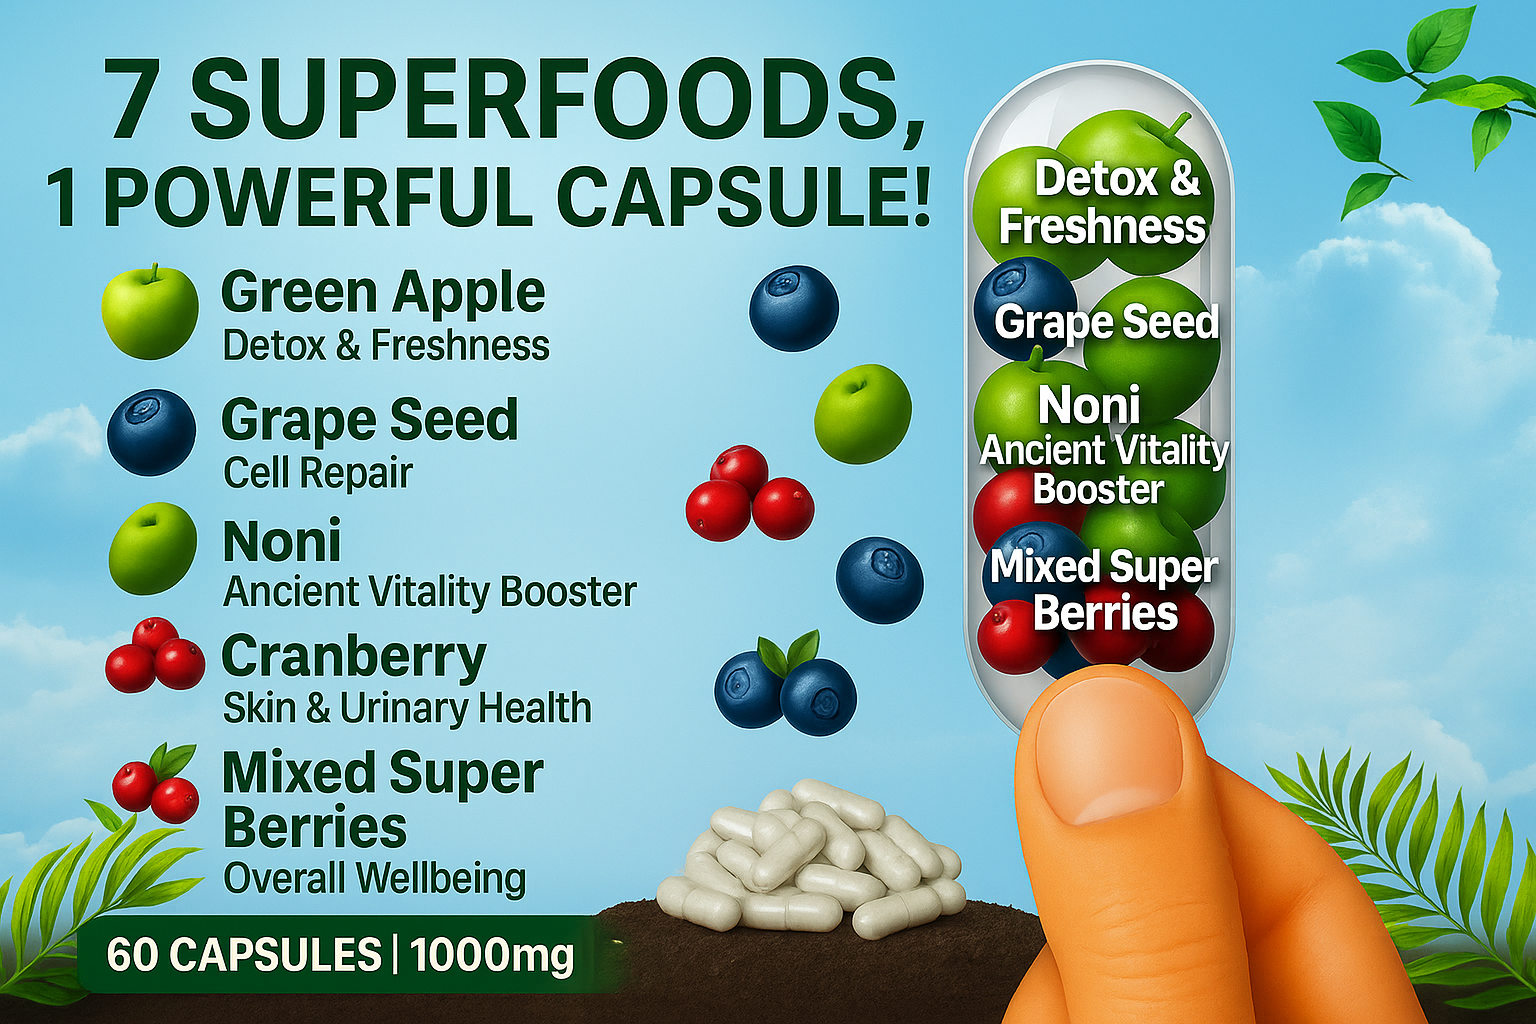 7 SUPERFOODS,
1 POWERFUL CAPSULE!
Green Apple
Detox & Freshness
Grape Seed
Cell Repair
Noni
Ancient Vitality Booster
Cranberry
Skin & Urinary Health
Mixed Super
Berries
Overall Wellbeing
60 CAPSULES | 1000mg
Detox &
Freshness
Grape Seed
Noni
Ancient Vitality
Booster
Mixed Super
Berries